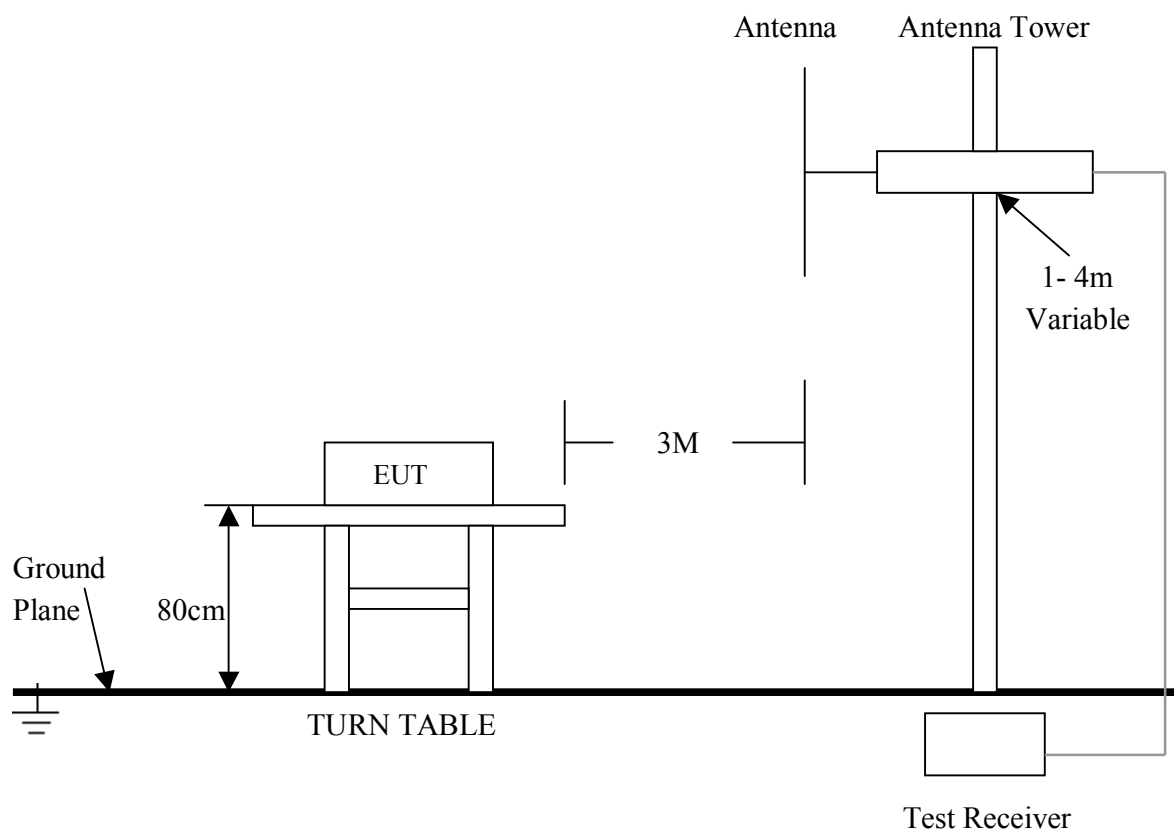 Antenna
Antenna Tower
1- 4m
Variable
3M
EUT
Ground
Plane
80cm
TURN TABLE
Test Receiver